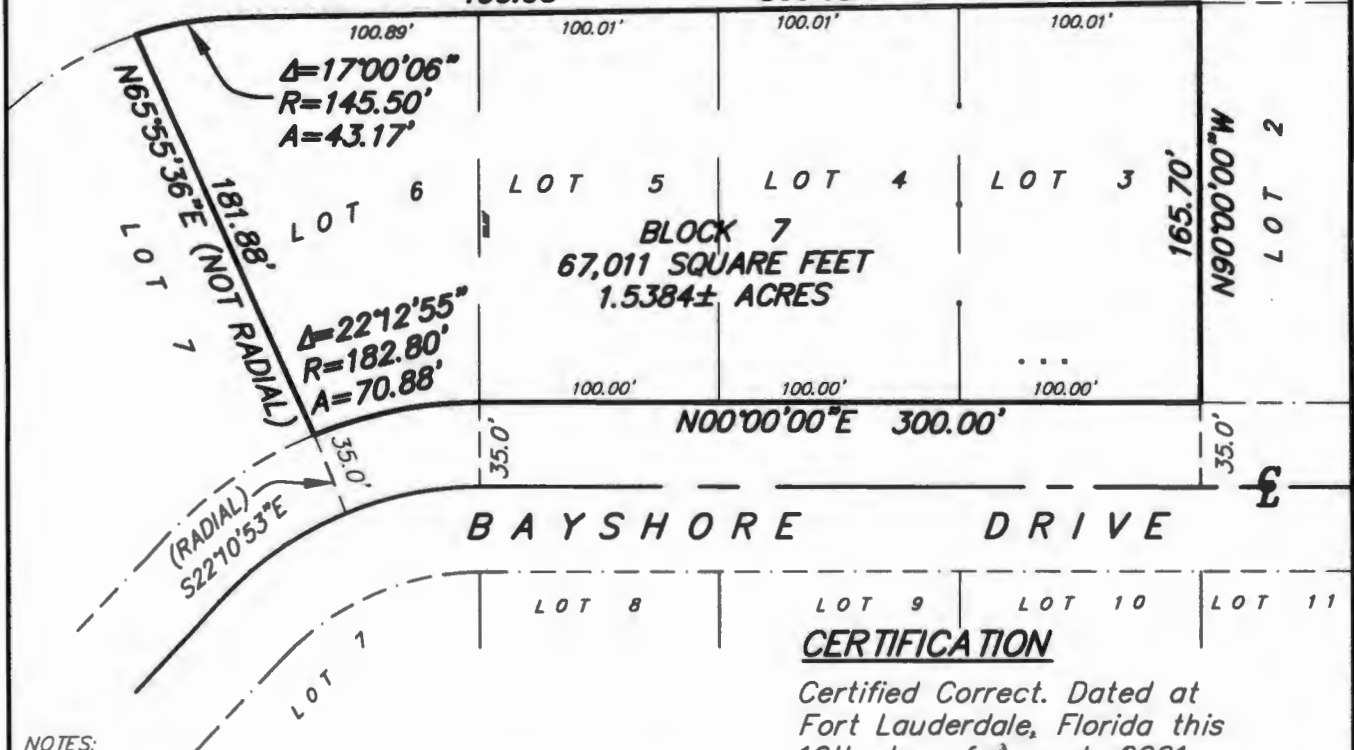 100.89'
100.01'
100.01'
100.01'
Δ=17°00'06"
R=145.50'
A=43.17'
N65°55'36"E (NOT RADIAL)
181.88'
LOT 7
LOT 6
LOT 5
LOT 4
LOT 3
165.70'
N90°00'00"W
LOT 2
BLOCK 7
67,011 SQUARE FEET
1.5384± ACRES
Δ=22°12'55"
R=182.80'
A=70.88'
100.00'
100.00'
100.00'
N00°00'00"E 300.00'
35.0'
35.0'
35.0'
(RADIAL)
S22°10'53"E
BAYSHORE DRIVE
CL
LOT 7
LOT 8
LOT 9
LOT 10
LOT 11
CERTIFICATION
Certified Correct. Dated at
Fort Lauderdale, Florida this
NOTES: